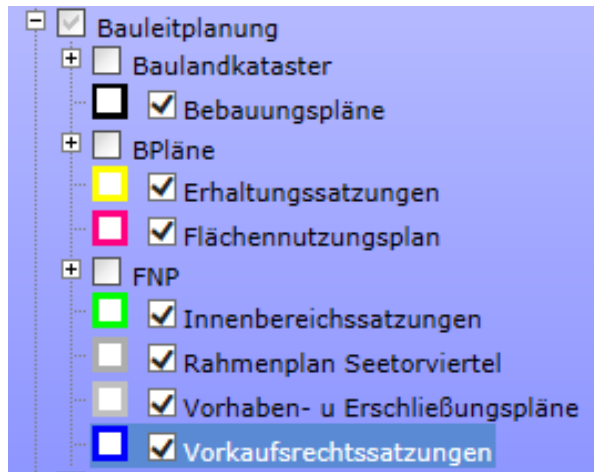 Bauleitplanung
Baulandkataster
Bebauungspläne
BPläne
Erhaltungssatzungen
Flächennutzungsplan
FNP
Innenbereichssatzungen
Rahmenplan Seetorviertel
Vorhaben- u Erschließungspläne
Vorkaufsrechtssatzungen